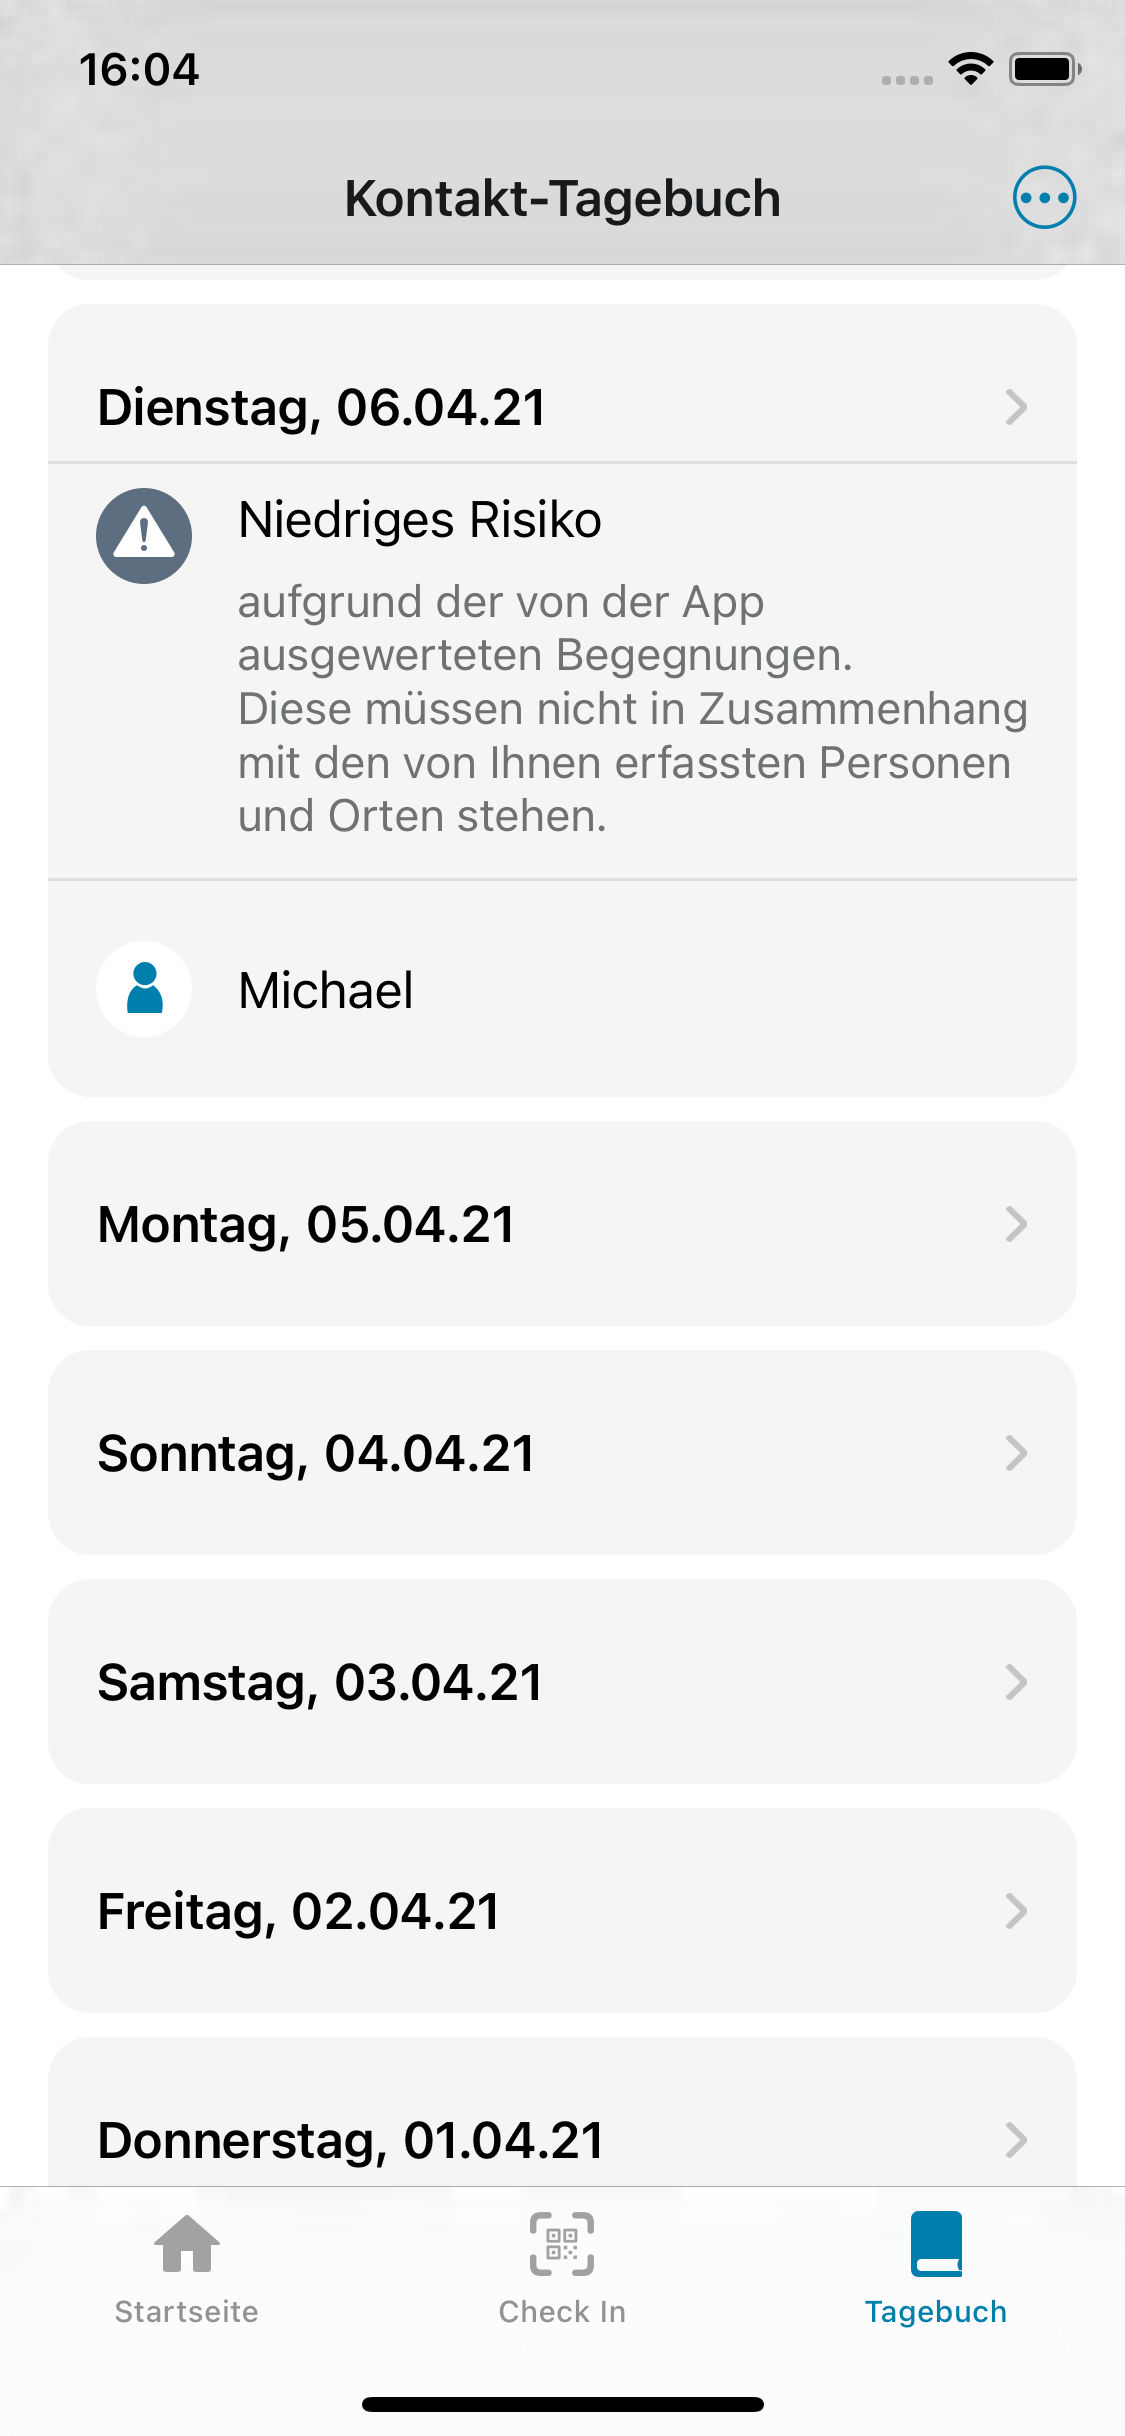 16:04
Kontakt-Tagebuch
Dienstag, 06.04.21
Niedriges Risiko
aufgrund der von der App
ausgewerteten Begegnungen.
Diese müssen nicht in Zusammenhang
mit den von Ihnen erfassten Personen
und Orten stehen.
Michael
Montag, 05.04.21
Sonntag, 04.04.21
Samstag, 03.04.21
Freitag, 02.04.21
Donnerstag, 01.04.21
Startseite
Check In
Tagebuch